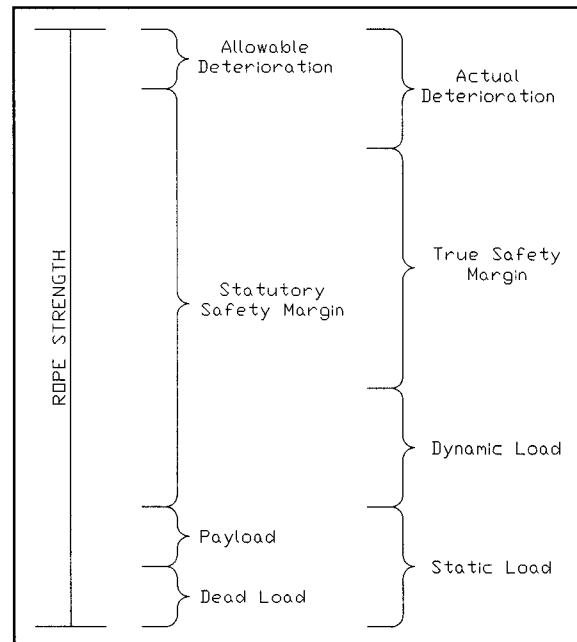 Allowable
Deterioration
Actual
Deterioration
ROPE STRENGTH
Statutory
Safety Margin
True Safety
Margin
Dynamic Load
Payload
Static Load
Dead Load